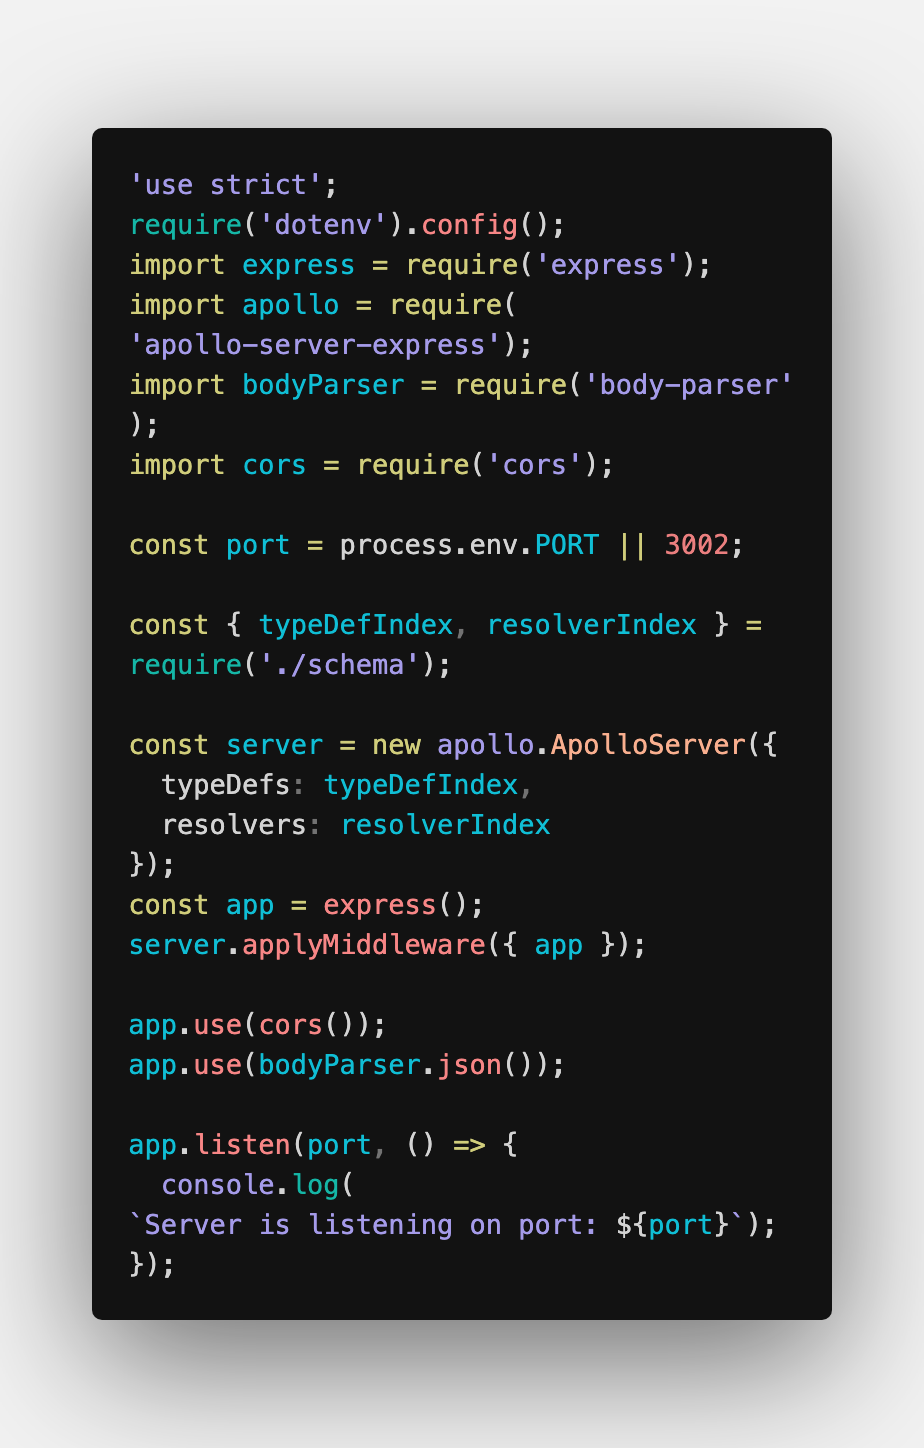 'use strict';
require('dotenv').config();
import express = require('express');
import apollo = require(
'apollo-server-express');
import bodyParser = require('body-parser'
);
import cors = require('cors');

const port = process.env.PORT || 3002;

const { typeDefIndex, resolverIndex } =
require('./schema');

const server = new apollo.ApolloServer({
  typeDefs: typeDefIndex,
  resolvers: resolverIndex
});
const app = express();
server.applyMiddleware({ app });

app.use(cors());
app.use(bodyParser.json());

app.listen(port, () => {
  console.log(
`Server is listening on port: ${port}`);
});